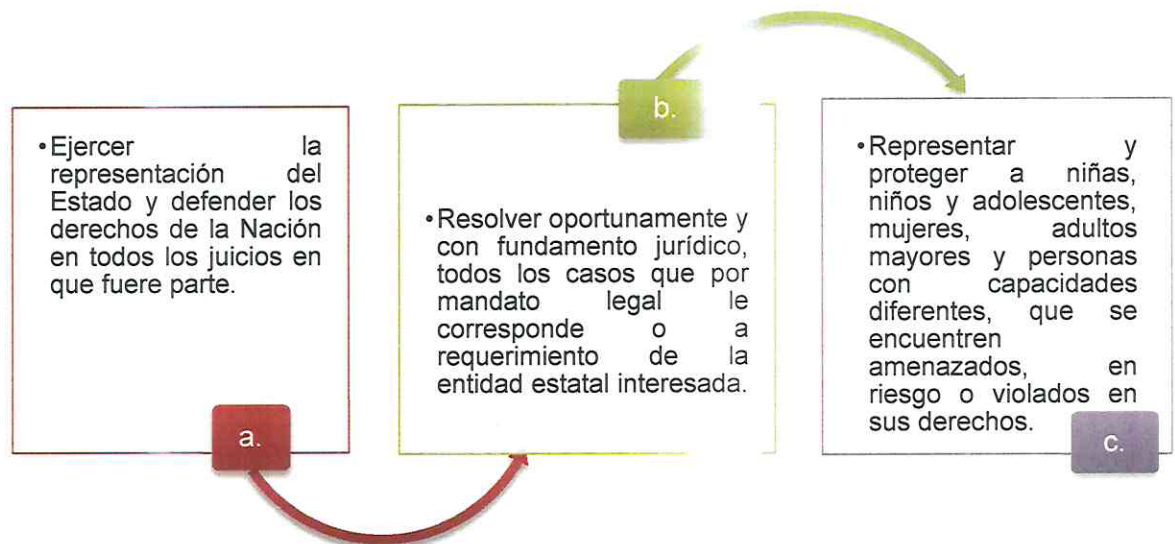 •Ejercer la
representación del
Estado y defender los
derechos de la Nación
en todos los juicios en
que fuere parte.
a.
b.
•Resolver oportunamente y
con fundamento jurídico,
todos los casos que por
mandato legal le
corresponde o a
requerimiento de la
entidad estatal interesada.
•Representar y
proteger a niñas,
niños y adolescentes,
mujeres, adultos
mayores y personas
con capacidades
diferentes, que se
encuentren
amenazados, en
riesgo o violados en
sus derechos.
c.